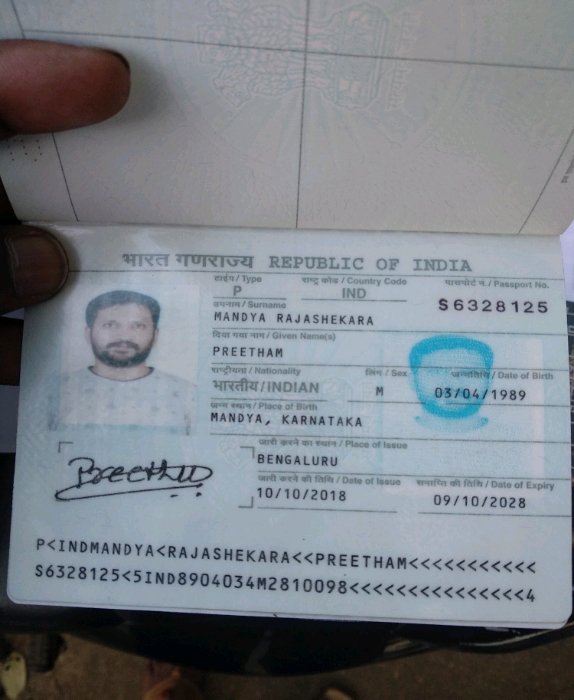 भारत गणराज्य REPUBLIC OF INDIA
टाईप / Type राष्ट्र कोड / Country Code पासपोर्ट न. / Passport No.
P IND S6328125
उपनाम / Surname
MANDYA RAJASHEKARA
दिया गया नाम / Given Name(s)
PREETHAM
राष्ट्रीयता / Nationality लिंग / Sex जन्मतिथि / Date of Birth
भारतीय/INDIAN M 03/04/1989
जन्म स्थान / Place of Birth
MANDYA, KARNATAKA
जारी करने का स्थान / Place of Issue
BENGALURU
जारी करने की तिथि / Date of Issue समाप्ति की तिथि / Date of Expiry
10/10/2018 09/10/2028
Preetham
P<INDMANDYA<RAJASHEKARA<<PREETHAM<<<<<<<<<<<
S6328125<5IND8904034M2810098<<<<<<<<<<<<<<<4